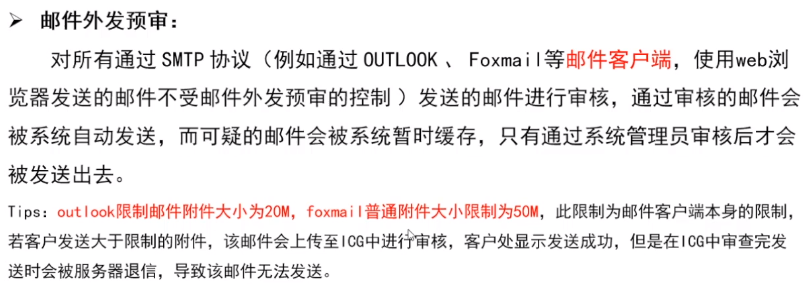 ➢ 邮件外发预审：
对所有通过 SMTP 协议（例如通过 OUTLOOK 、 Foxmail等邮件客户端，使用web浏
览器发送的邮件不受邮件外发预审的控制 ）发送的邮件进行审核，通过审核的邮件会
被系统自动发送，而可疑的邮件会被系统暂时缓存，只有通过系统管理员审核后才会
被发送出去。
Tips：outlook限制邮件附件大小为20M，foxmail普通附件大小限制为50M，此限制为邮件客户端本身的限制，
若客户发送大于限制的附件，该邮件会上传至ICG中进行审核，客户处显示发送成功，但是在ICG中审查完发
送时会被服务器退信，导致该邮件无法发送。